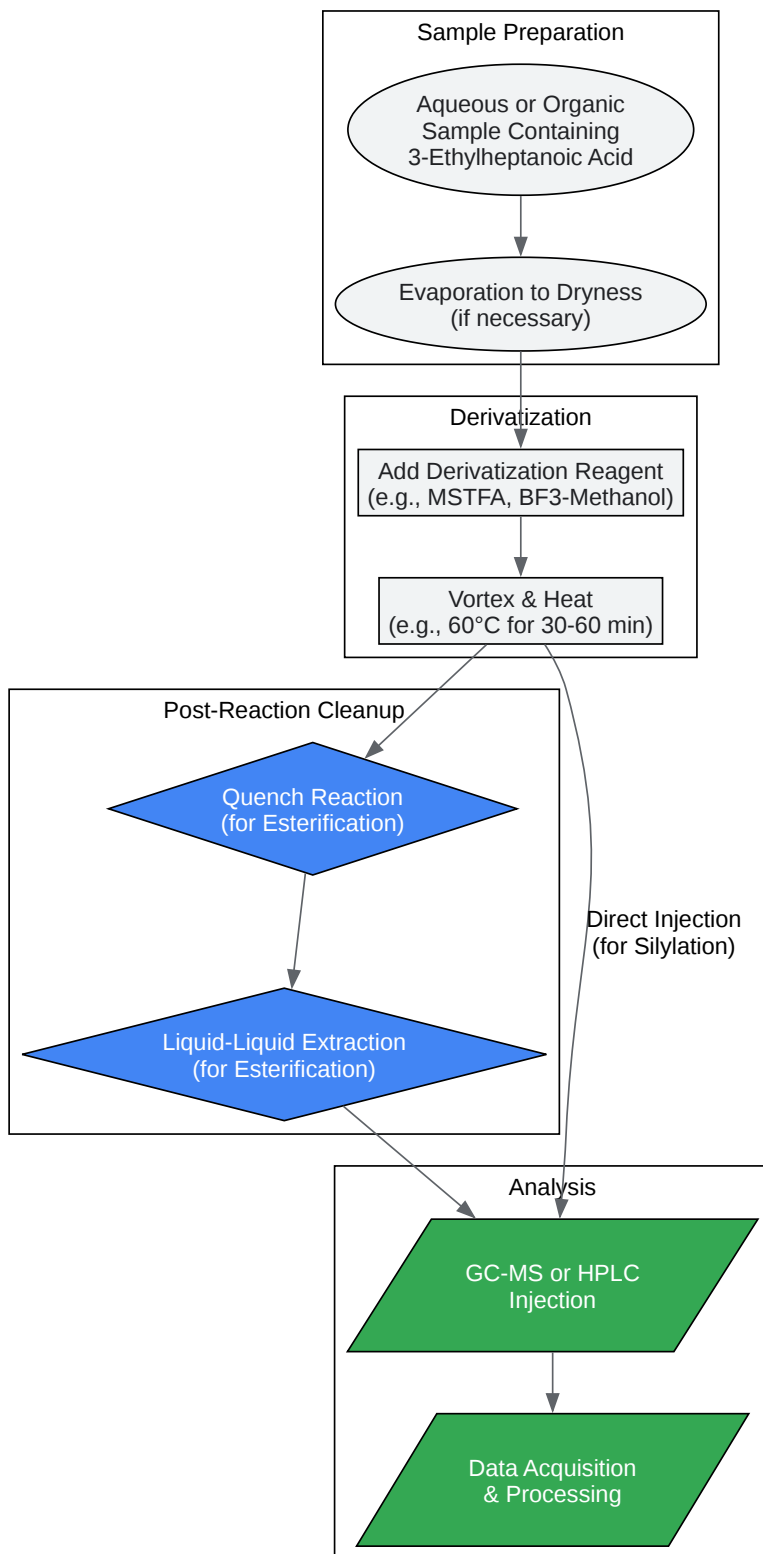 Sample Preparation
Aqueous or Organic
Sample Containing
3-Ethylheptanoic Acid
Evaporation to Dryness
(if necessary)
Derivatization
Add Derivatization Reagent
(e.g., MSTFA, BF3-Methanol)
Vortex & Heat
(e.g., 60°C for 30-60 min)
Post-Reaction Cleanup
Quench Reaction
(for Esterification)
Direct Injection
(for Silylation)
Liquid-Liquid Extraction
(for Esterification)
Analysis
GC-MS or HPLC
Injection
Data Acquisition
& Processing